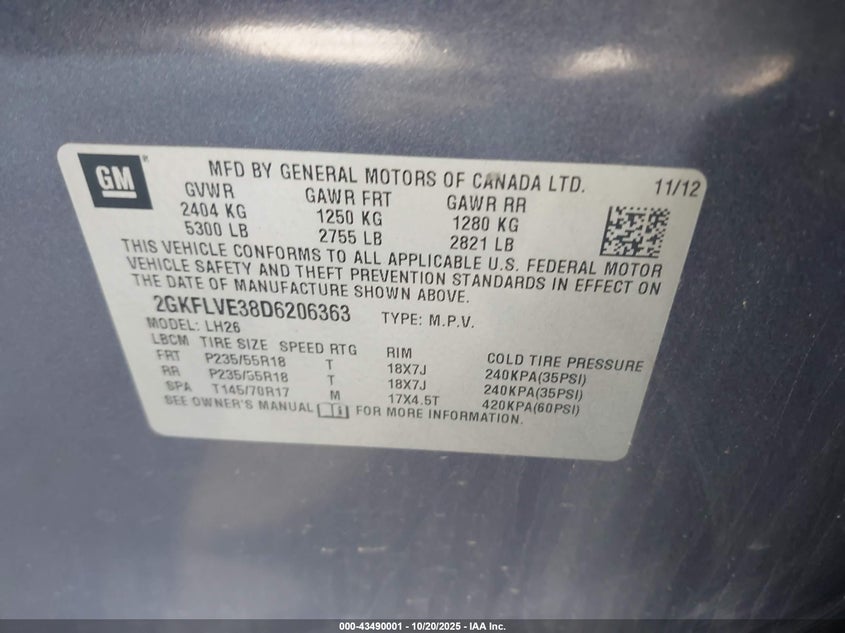 GM
MFD BY GENERAL MOTORS OF CANADA LTD. 11/12
GVWR GAWR FRT GAWR RR
2404 KG 1250 KG 1280 KG
5300 LB 2755 LB 2821 LB
THIS VEHICLE CONFORMS TO ALL APPLICABLE U.S. FEDERAL MOTOR
VEHICLE SAFETY AND THEFT PREVENTION STANDARDS IN EFFECT ON
THE DATE OF MANUFACTURE SHOWN ABOVE.
2GKFLVE38D6206363 TYPE: M.P.V.
MODEL: LH26
LBCM TIRE SIZE SPEED RTG RIM COLD TIRE PRESSURE
FRT P235/55R18 T 18X7J 240KPA(35PSI)
RR P235/55R18 T 18X7J 240KPA(35PSI)
SPA T145/70R17 M 17X4.5T 420KPA(60PSI)
SEE OWNER'S MANUAL FOR MORE INFORMATION.
000-43490001 - 10/20/2025 - IAA Inc.